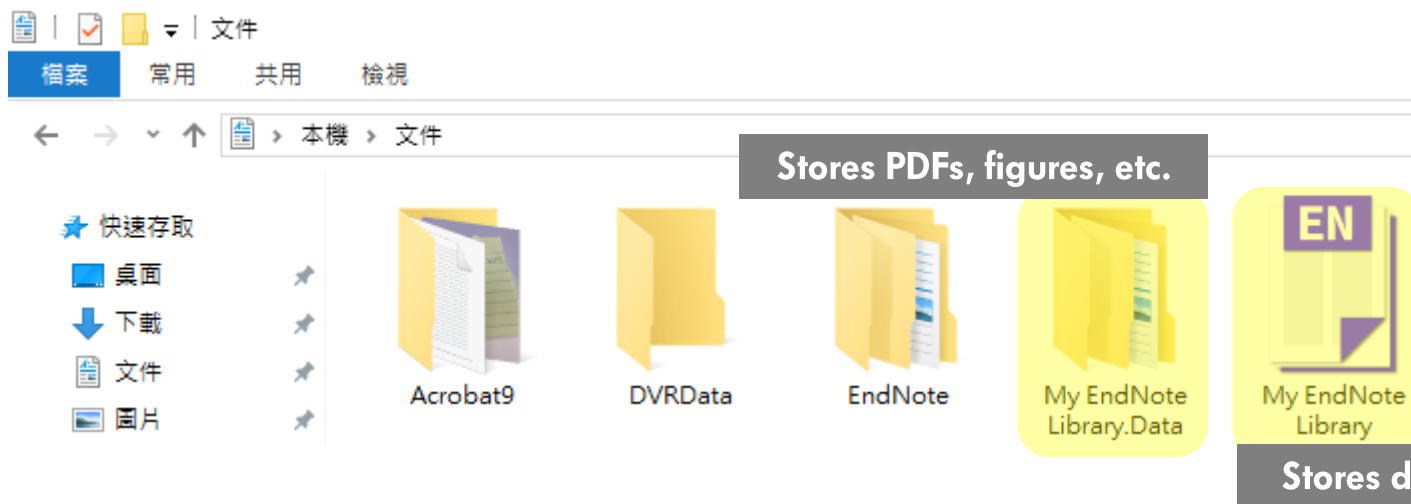 文件
檔案 常用 共用 檢視
本機 文件
Stores PDFs, figures, etc.
快速存取
桌面
下載
文件
圖片
Acrobat9
DVRData
EndNote
My EndNote
Library.Data
EN
My EndNote
Library
Stores